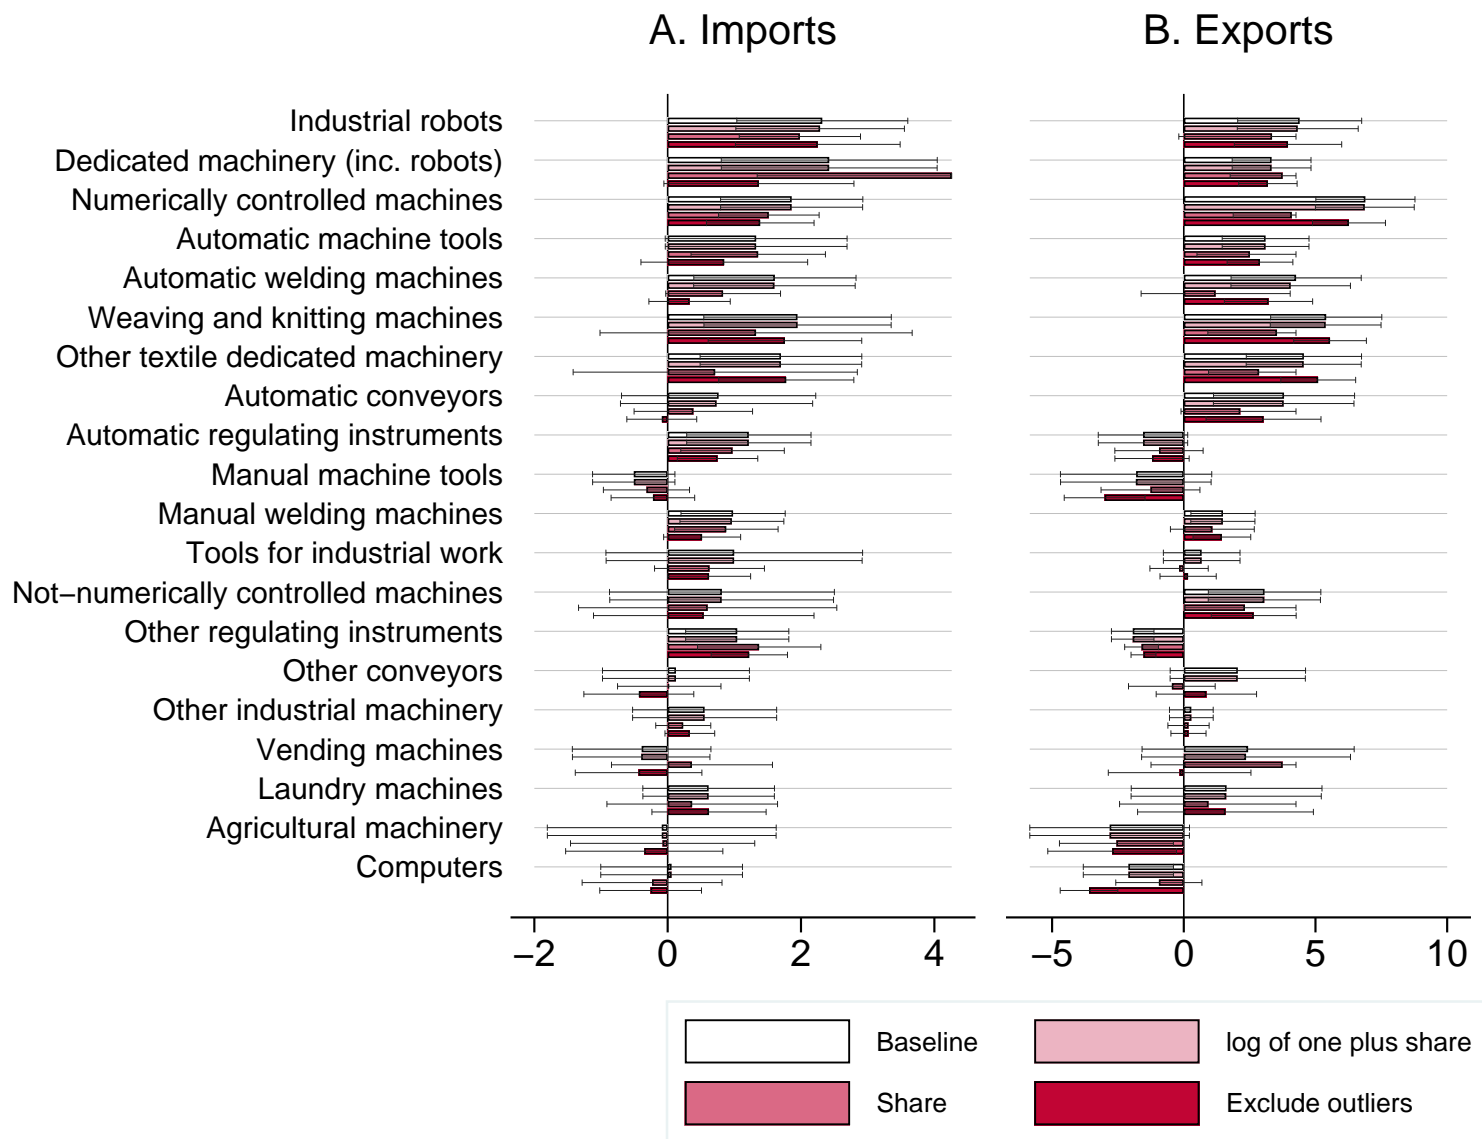 A. Imports
B. Exports
Industrial robots
Dedicated machinery (inc. robots)
Numerically controlled machines
Automatic machine tools
Automatic welding machines
Weaving and knitting machines
Other textile dedicated machinery
Automatic conveyors
Automatic regulating instruments
Manual machine tools
Manual welding machines
Tools for industrial work
Not−numerically controlled machines
Other regulating instruments
Other conveyors
Other industrial machinery
Vending machines
Laundry machines
Agricultural machinery
Computers
−2 0 2 4
−5 0 5 10
Baseline
log of one plus share
Share
Exclude outliers